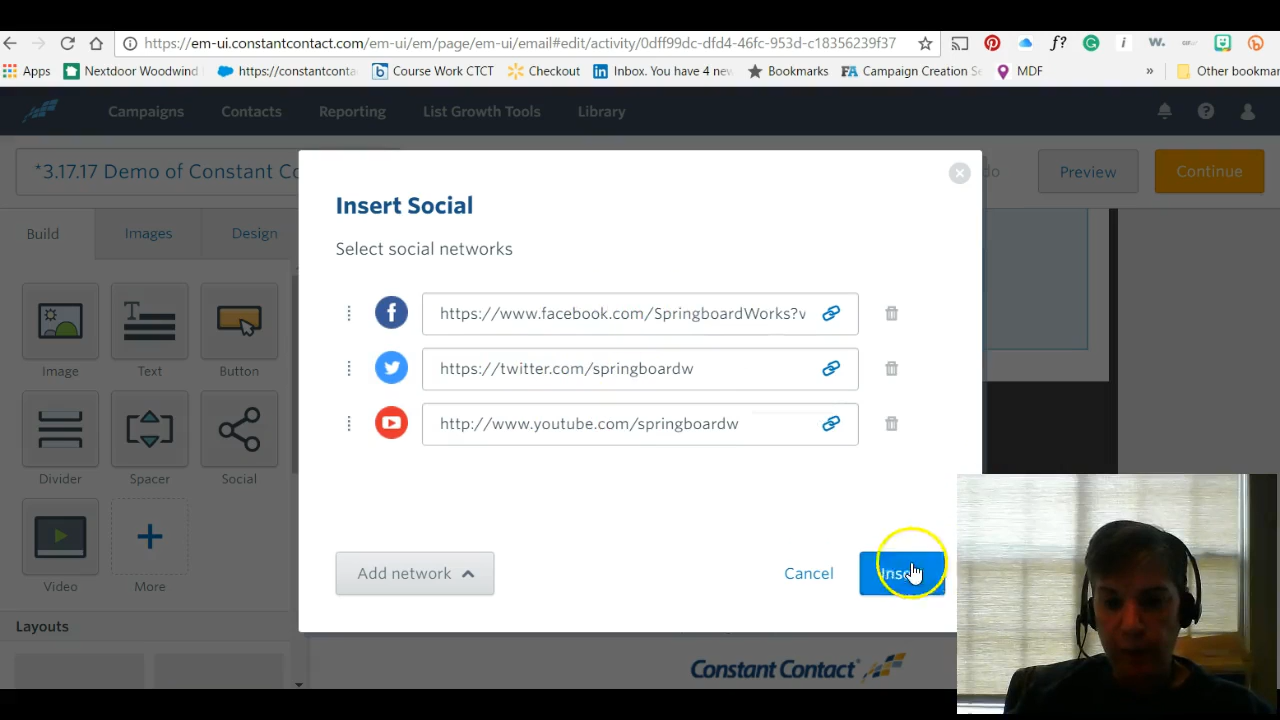 https://em-ui.constantcontact.com/em-ui/em/page/em-ui/email#edit/activity/0dff99dc-dfd4-46fc-953d-c18356239f37
Apps Nextdoor Woodwind https://constantconta Course Work CTCT Checkout Inbox. You have 4 new Bookmarks FA Campaign Creation Se MDF » Other bookmar
Campaigns Contacts Reporting List Growth Tools Library
*3.17.17 Demo of Constant Co
do
Preview
Continue
Build Images Design
Insert Social
Select social networks
https://www.facebook.com/SpringboardWorks?v
https://twitter.com/springboardw
http://www.youtube.com/springboardw
Image Text Button
Divider Spacer Social
Video More
Add network
Cancel
Layouts
Constant Contact